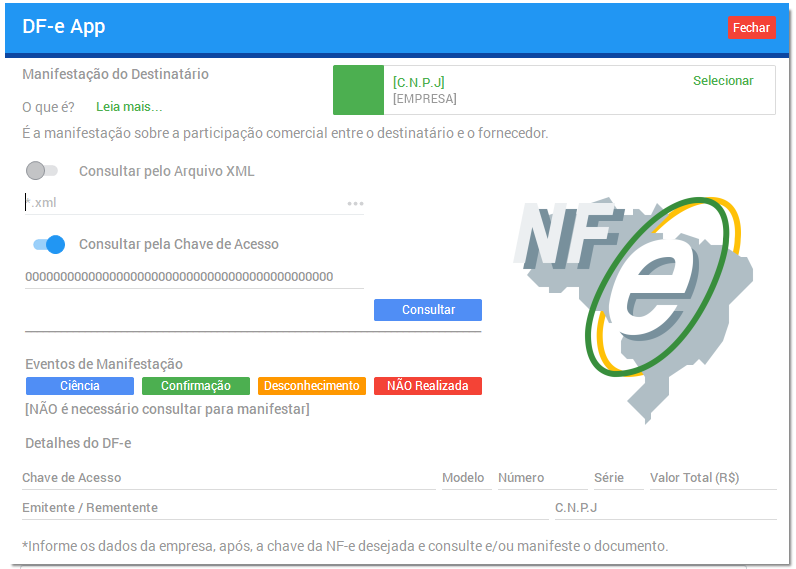 DF-e App
Fechar
Manifestação do Destinatário
[C.N.P.J]
Selecionar
[EMPRESA]
O que é? Leia mais...
É a manifestação sobre a participação comercial entre o destinatário e o fornecedor.
Consultar pelo Arquivo XML
*.xml
Consultar pela Chave de Acesso
00000000000000000000000000000000000000000000
Consultar
NF e
Eventos de Manifestação
Ciência Confirmação Desconhecimento NÃO Realizada
[NÃO é necessário consultar para manifestar]
Detalhes do DF-e
Chave de Acesso Modelo Número Série Valor Total (R$)
Emitente / Rementente C.N.P.J
*Informe os dados da empresa, após, a chave da NF-e desejada e consulte e/ou manifeste o documento.